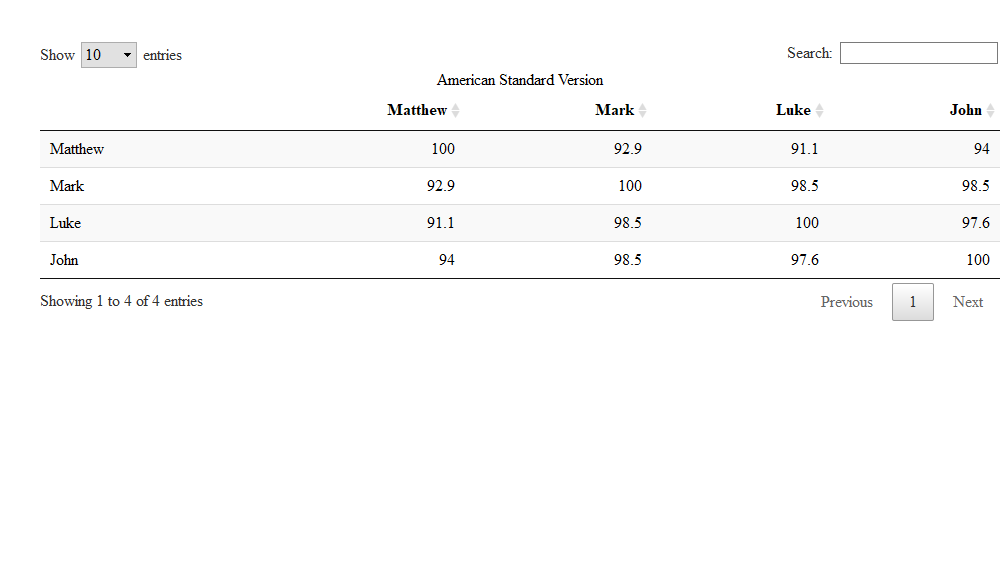 Show 10 entries Search:
American Standard Version
Matthew Mark Luke John
Matthew 100 92.9 91.1 94
Mark 92.9 100 98.5 98.5
Luke 91.1 98.5 100 97.6
John 94 98.5 97.6 100
Showing 1 to 4 of 4 entries Previous 1 Next